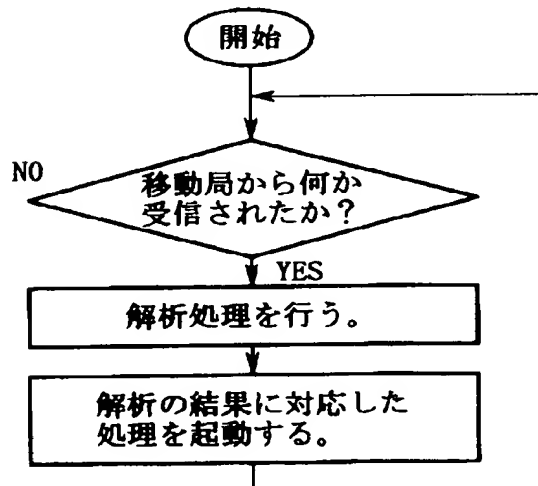 開始
NO
移動局から何か
受信されたか？
YES
解析処理を行う。
解析の結果に対応した
処理を起動する。